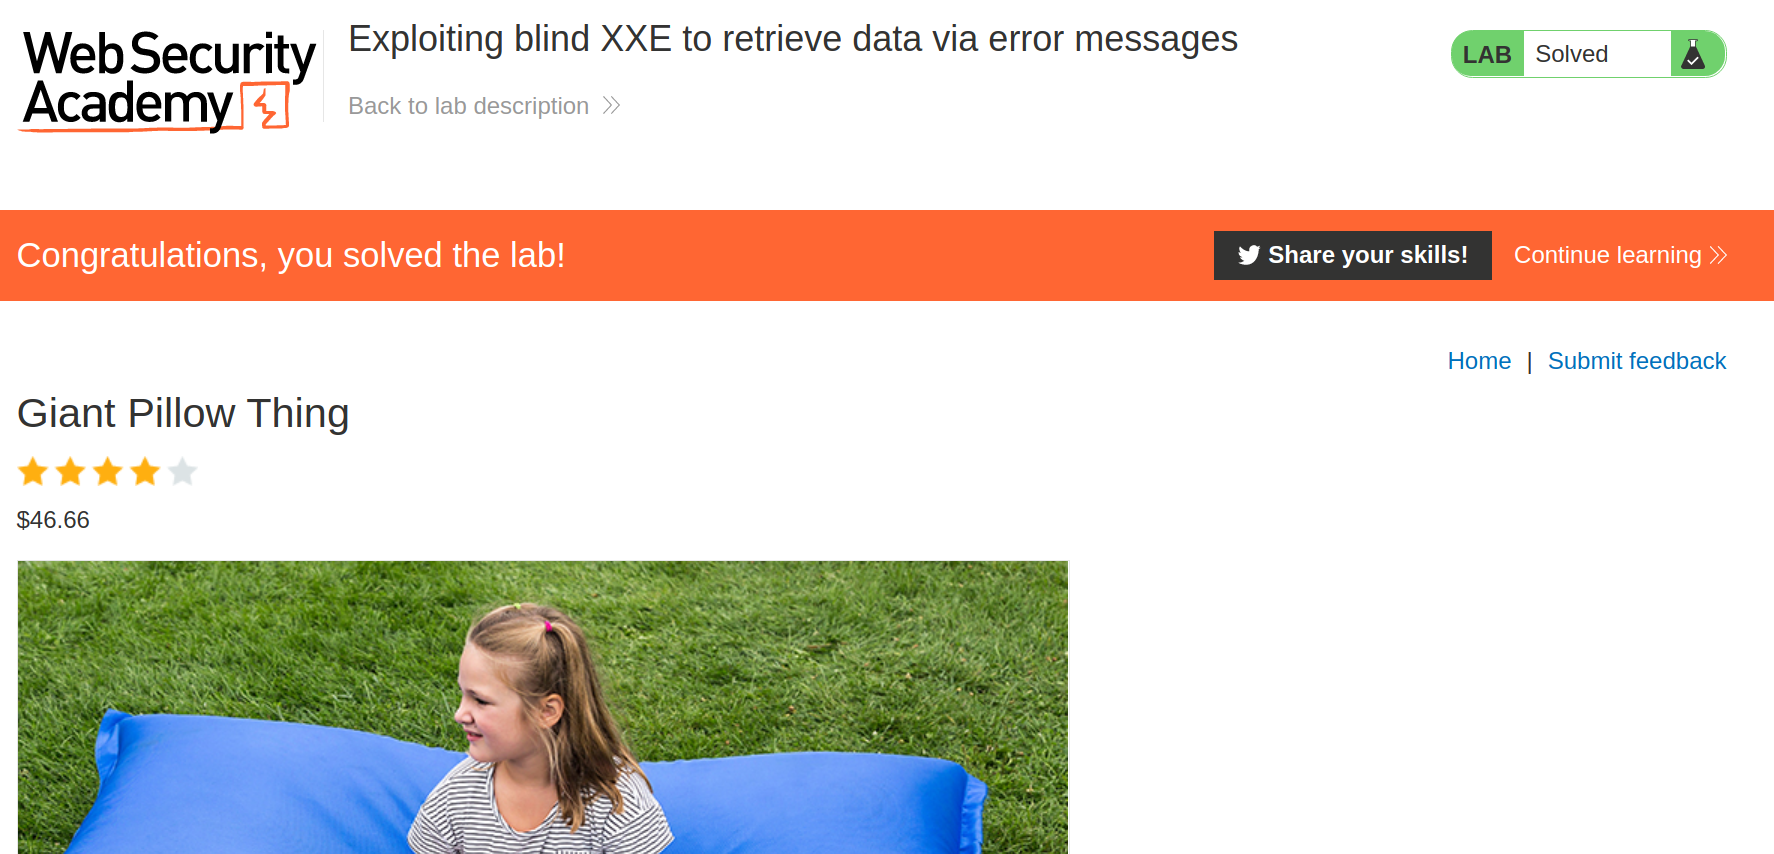 Web Security
Academy
Exploiting blind XXE to retrieve data via error messages
Back to lab description
LAB Solved
Congratulations, you solved the lab!
Share your skills! Continue learning
Home | Submit feedback
Giant Pillow Thing
$46.66